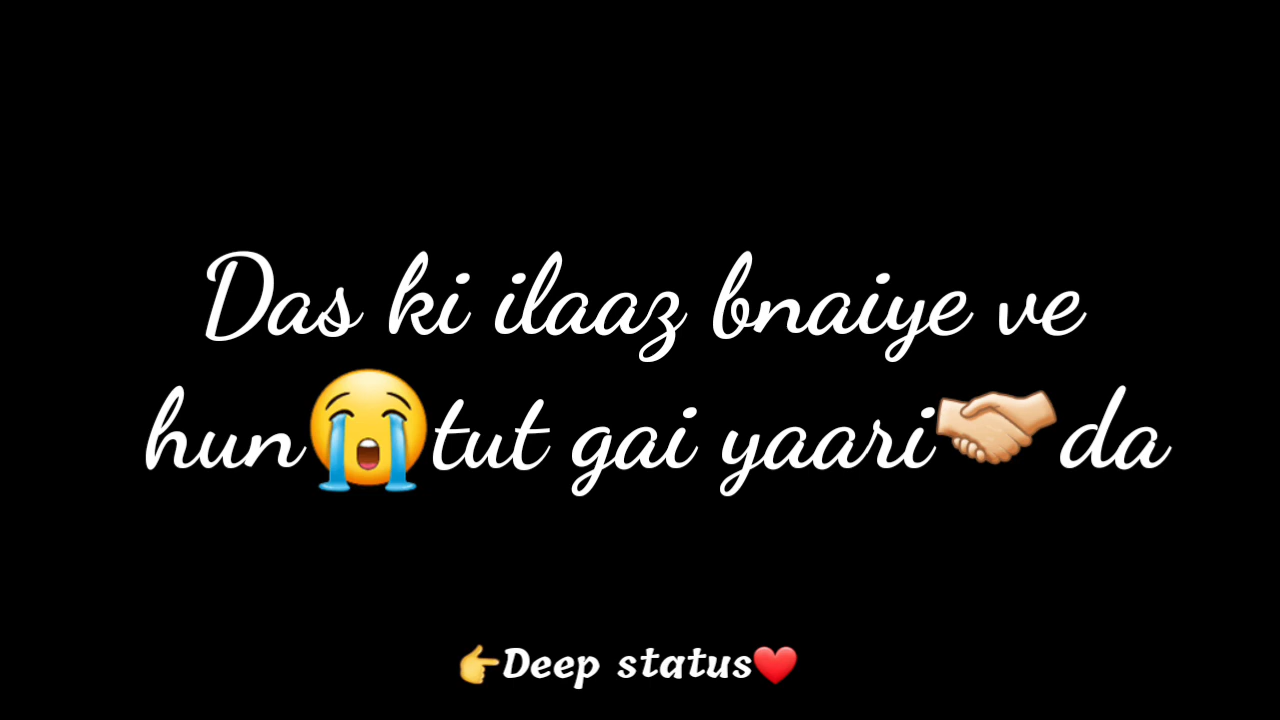 Das ki ilaaz bnaiye ve
hun😭tut gai yaari🤝🏻da
👉Deep status❤️